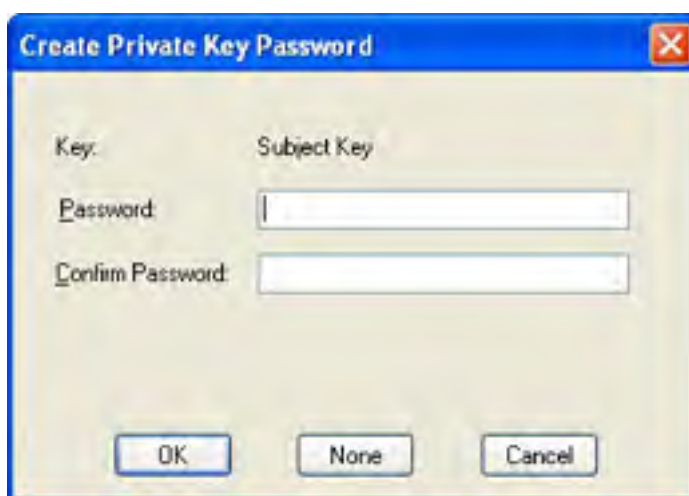 Create Private Key Password
Key: Subject Key
Password:
Confirm Password:
OK None Cancel